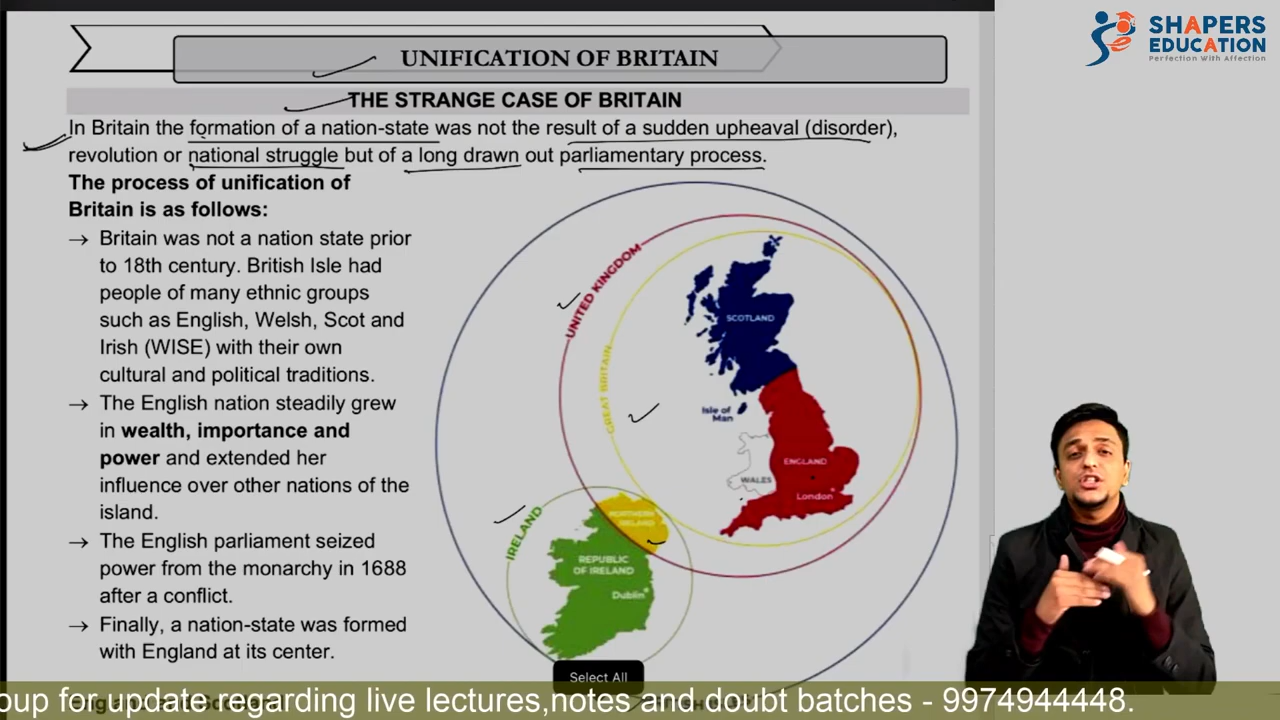 SHAPERS
EDUCATION
Perfection With Affection
UNIFICATION OF BRITAIN
THE STRANGE CASE OF BRITAIN
In Britain the formation of a nation-state was not the result of a sudden upheaval (disorder),
revolution or national struggle but of a long drawn out parliamentary process.
The process of unification of
Britain is as follows:
→ Britain was not a nation state prior
to 18th century. British Isle had
people of many ethnic groups
such as English, Welsh, Scot and
Irish (WISE) with their own
cultural and political traditions.
→ The English nation steadily grew
in wealth, importance and
power and extended her
influence over other nations of the
island.
→ The English parliament seized
power from the monarchy in 1688
after a conflict.
→ Finally, a nation-state was formed
with England at its center.
UNITED KINGDOM
GREAT BRITAIN
SCOTLAND
Isle of
Man
WALES
ENGLAND
London
IRELAND
NORTHERN
IRELAND
REPUBLIC
OF IRELAND
Dublin
Select All
oup for update regarding live lectures,notes and doubt batches - 9974944448.